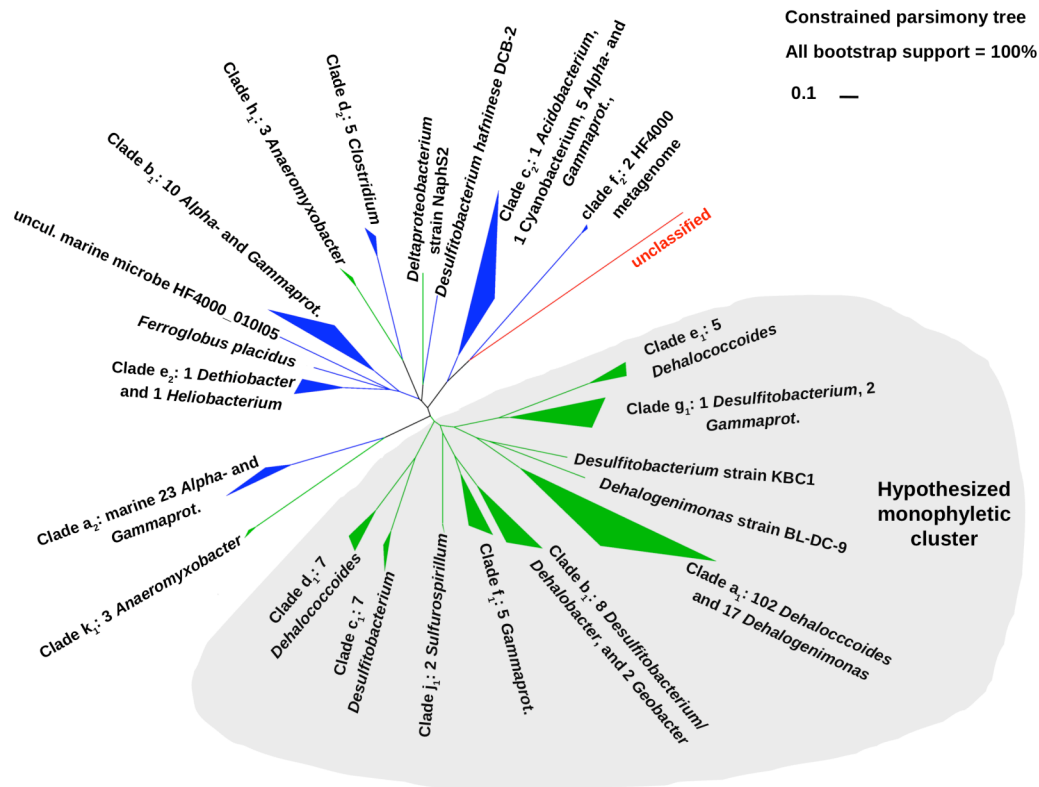 Constrained parsimony tree
All bootstrap support = 100%
0.1
Clade h1: 3 Anaeromyxobacter
Clade d2: 5 Clostridium
Deltaproteobacterium
strain NaphS2
Desulfitobacterium hafninese DCB-2
Clade c2: 1 Acidobacterium,
1 Cyanobacterium, 5 Alpha- and
Gammaprot.,
clade f2: 2 HF4000
metagenome
unclassified
Clade b1: 10 Alpha- and Gammaprot.
uncul. marine microbe HF4000_010I05
Ferroglobus placidus
Clade e2: 1 Dethiobacter
and 1 Heliobacterium
Clade a2: marine 23 Alpha- and
Gammaprot.
Clade k1: 3 Anaeromyxobacter
Clade e1: 5
Dehalococcoides
Clade g1: 1 Desulfitobacterium, 2
Gammaprot.
Desulfitobacterium strain KBC1
Dehalogenimonas strain BL-DC-9
Hypothesized
monophyletic
cluster
Clade a1: 102 Dehalocccoides
and 17 Dehalogenimonas
Clade b1: 8 Desulfitobacterium/
Dehalobacter, and 2 Geobacter
Clade f1: 5 Gammaprot.
Clade j1: 2 Sulfurospirillum
Clade c1: 7
Desulfitobacterium
Clade d1: 7
Dehalococcoides